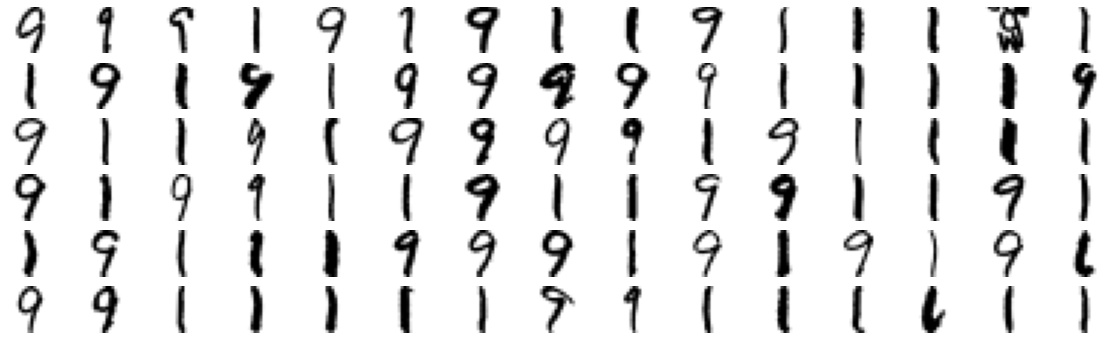 9 9 9 1 9 1 9 1 1 9 1 1 1 9 1
1 9 1 9 1 9 9 9 9 9 1 1 1 1 9
9 1 1 9 1 9 9 9 9 1 9 1 1 1 1
9 1 9 9 1 1 9 1 1 9 9 1 1 9 1
1 9 1 1 1 9 9 9 1 9 1 9 1 9 1
9 9 1 1 1 1 1 9 9 1 1 1 1 1 1